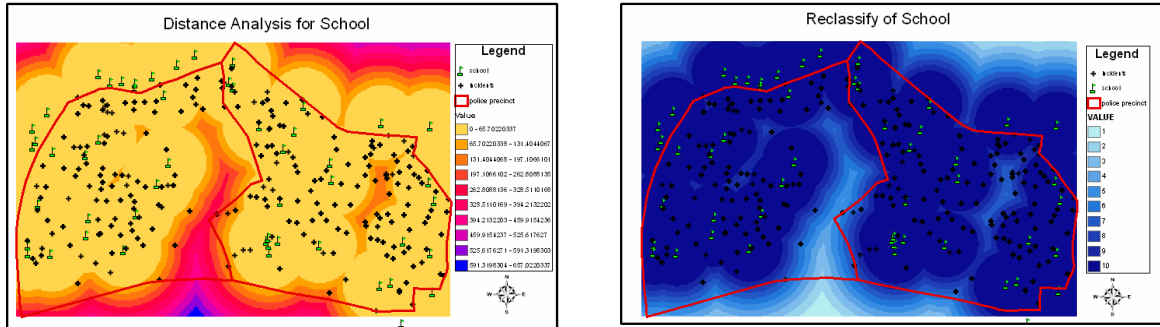 Distance Analysis for School
Legend
school
Incidents
police precinct
Value
0 - 65.70220337
65.70220338 - 131.4044067
131.4044068 - 197.1066101
197.1066102 - 262.8088135
262.8088136 - 328.5110168
328.5110169 - 394.2132202
394.2132203 - 459.9154236
459.9154237 - 525.617627
525.6176271 - 591.3198303
591.3198304 - 657.0220337
N
W
E
S
Reclassify of School
Legend
Incidents
school
police precinct
VALUE
1
2
3
4
5
6
7
8
9
10
N
W
E
S